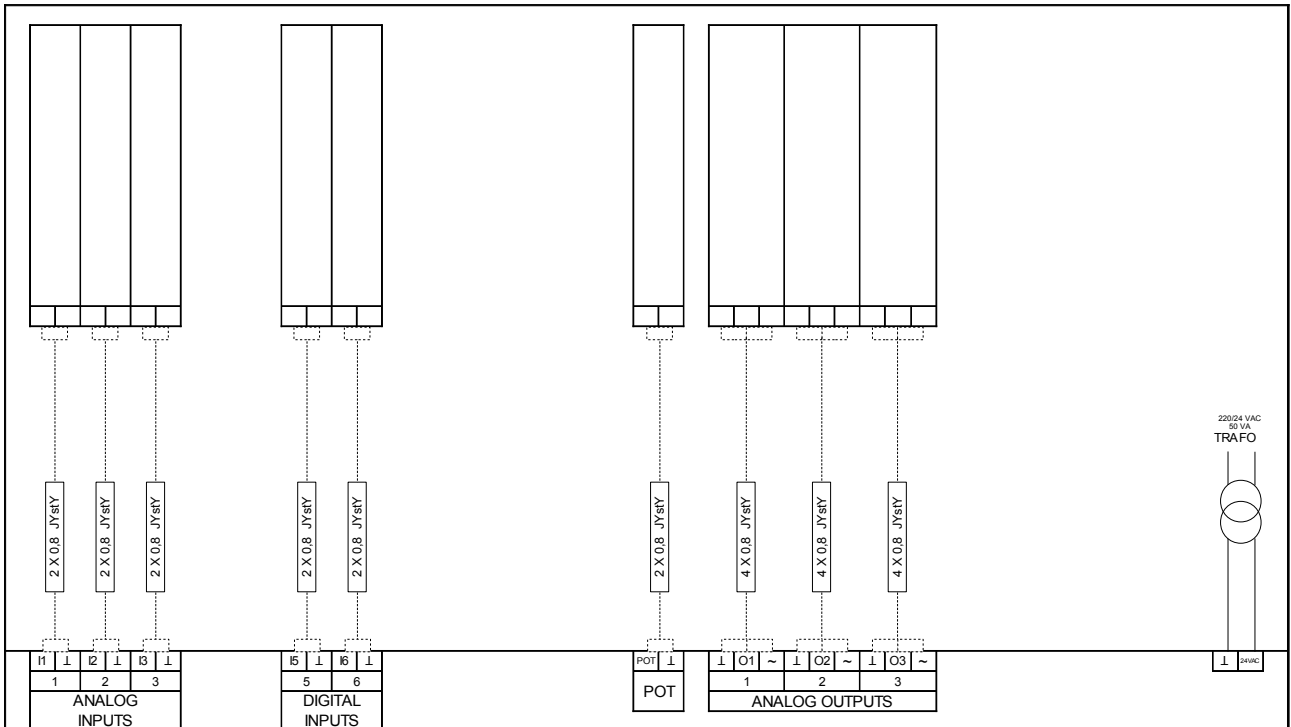 220/24 VAC
50 VA
TRAFO
2 X 0,8 JYstY
2 X 0,8 JYstY
2 X 0,8 JYstY
2 X 0,8 JYstY
2 X 0,8 JYstY
2 X 0,8 JYstY
4 X 0,8 JYstY
4 X 0,8 JYstY
4 X 0,8 JYstY
I1 ⊥ I2 ⊥ I3 ⊥
1 2 3
ANALOG
INPUTS
I5 ⊥ I6 ⊥
5 6
DIGITAL
INPUTS
POT ⊥
POT
⊥ O1 ~ ⊥ O2 ~ ⊥ O3 ~
1 2 3
ANALOG OUTPUTS
⊥ 24VAC